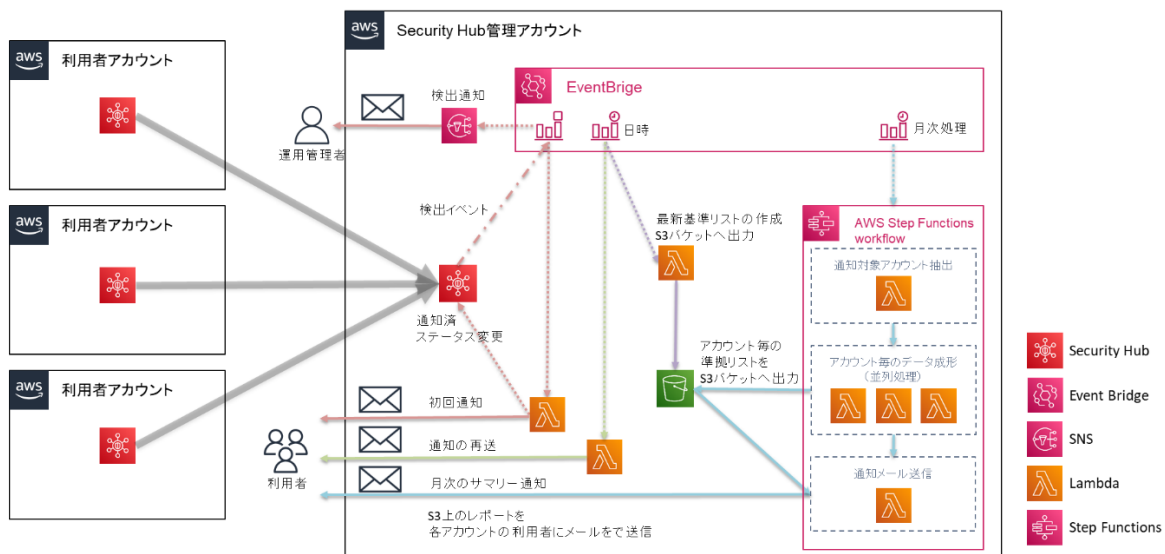 aws
利用者アカウント
aws
利用者アカウント
aws
利用者アカウント
aws
Security Hub管理アカウント
EventBrige
検出通知
日時
月次処理
運用管理者
検出イベント
最新基準リストの作成
S3バケットへ出力
AWS Step Functions
workflow
通知対象アカウント抽出
通知済
ステータス変更
アカウント毎の
準拠リストを
S3バケットへ出力
アカウント毎のデータ成形
(並列処理)
初回通知
通知の再送
利用者
月次のサマリー通知
通知メール送信
S3上のレポートを
各アカウントの利用者にメールをで送信
Security Hub
Event Bridge
SNS
Lambda
Step Functions